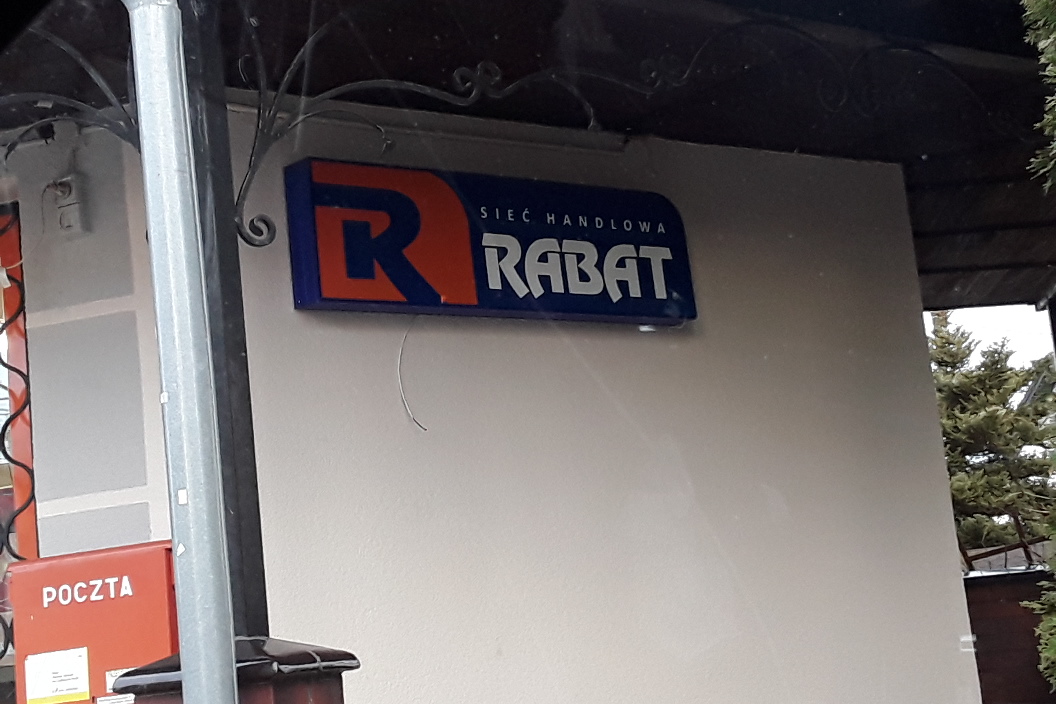 SIEĆ HANDLOWA
RABAT
POCZTA